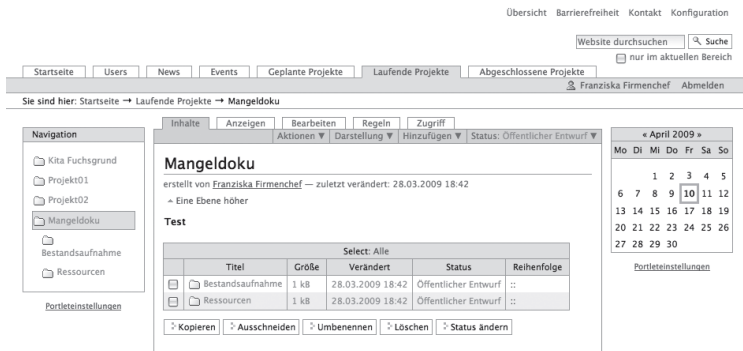 Übersicht Barrierefreiheit Kontakt Konfiguration
Website durchsuchen Suche
nur im aktuellen Bereich
Startseite Users News Events Geplante Projekte Laufende Projekte Abgeschlossene Projekte
Franziska Firmenchef Abmelden
Sie sind hier: Startseite → Laufende Projekte → Mangeldoku
Navigation
Kita Fuchsgrund
Projekt01
Projekt02
Mangeldoku
Bestandsaufnahme
Ressourcen
Portleteinstellungen
Inhalte Anzeigen Bearbeiten Regeln Zugriff
Aktionen ▼ Darstellung ▼ Hinzufügen ▼ Status: Öffentlicher Entwurf ▼
Mangeldoku
erstellt von Franziska Firmenchef — zuletzt verändert: 28.03.2009 18:42
Eine Ebene höher
Test
Select: Alle
Titel Größe Verändert Status Reihenfolge
Bestandsaufnahme 1 kB 28.03.2009 18:42 Öffentlicher Entwurf ::
Ressourcen 1 kB 28.03.2009 18:42 Öffentlicher Entwurf ::
Kopieren Ausschneiden Umbenennen Löschen Status ändern
« April 2009 »
Mo Di Mi Do Fr Sa So
1 2 3 4 5
6 7 8 9 10 11 12
13 14 15 16 17 18 19
20 21 22 23 24 25 26
27 28 29 30
Portleteinstellungen